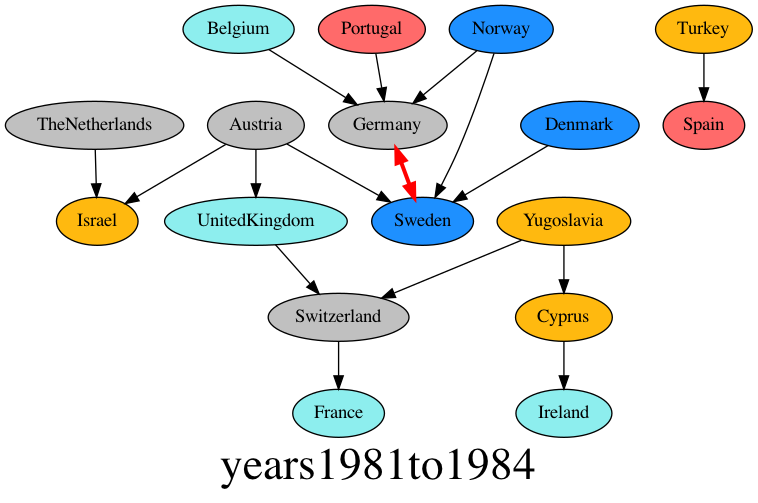 Belgium Portugal Norway Turkey
TheNetherlands Austria Germany Denmark Spain
Israel UnitedKingdom Sweden Yugoslavia
Switzerland Cyprus
France Ireland
years1981to1984